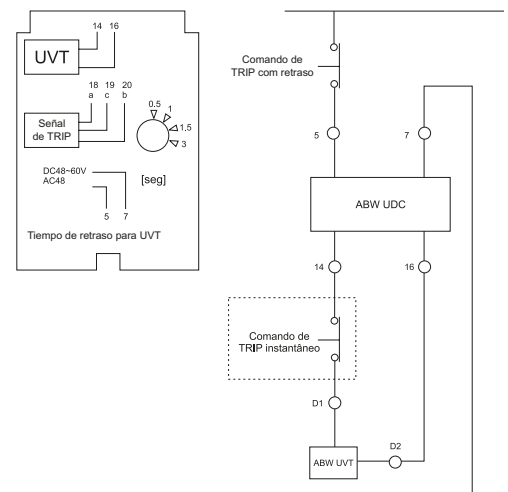 14 16
UVT
18 19 20
a c b
Señal
de TRIP
0.5
1
1.5
3
DC48~60V
AC48
[seg]
5 7
Tiempo de retraso para UVT
Comando de
TRIP com retraso
5
7
ABW UDC
14
16
Comando de
TRIP instantâneo
D1
D2
ABW UVT